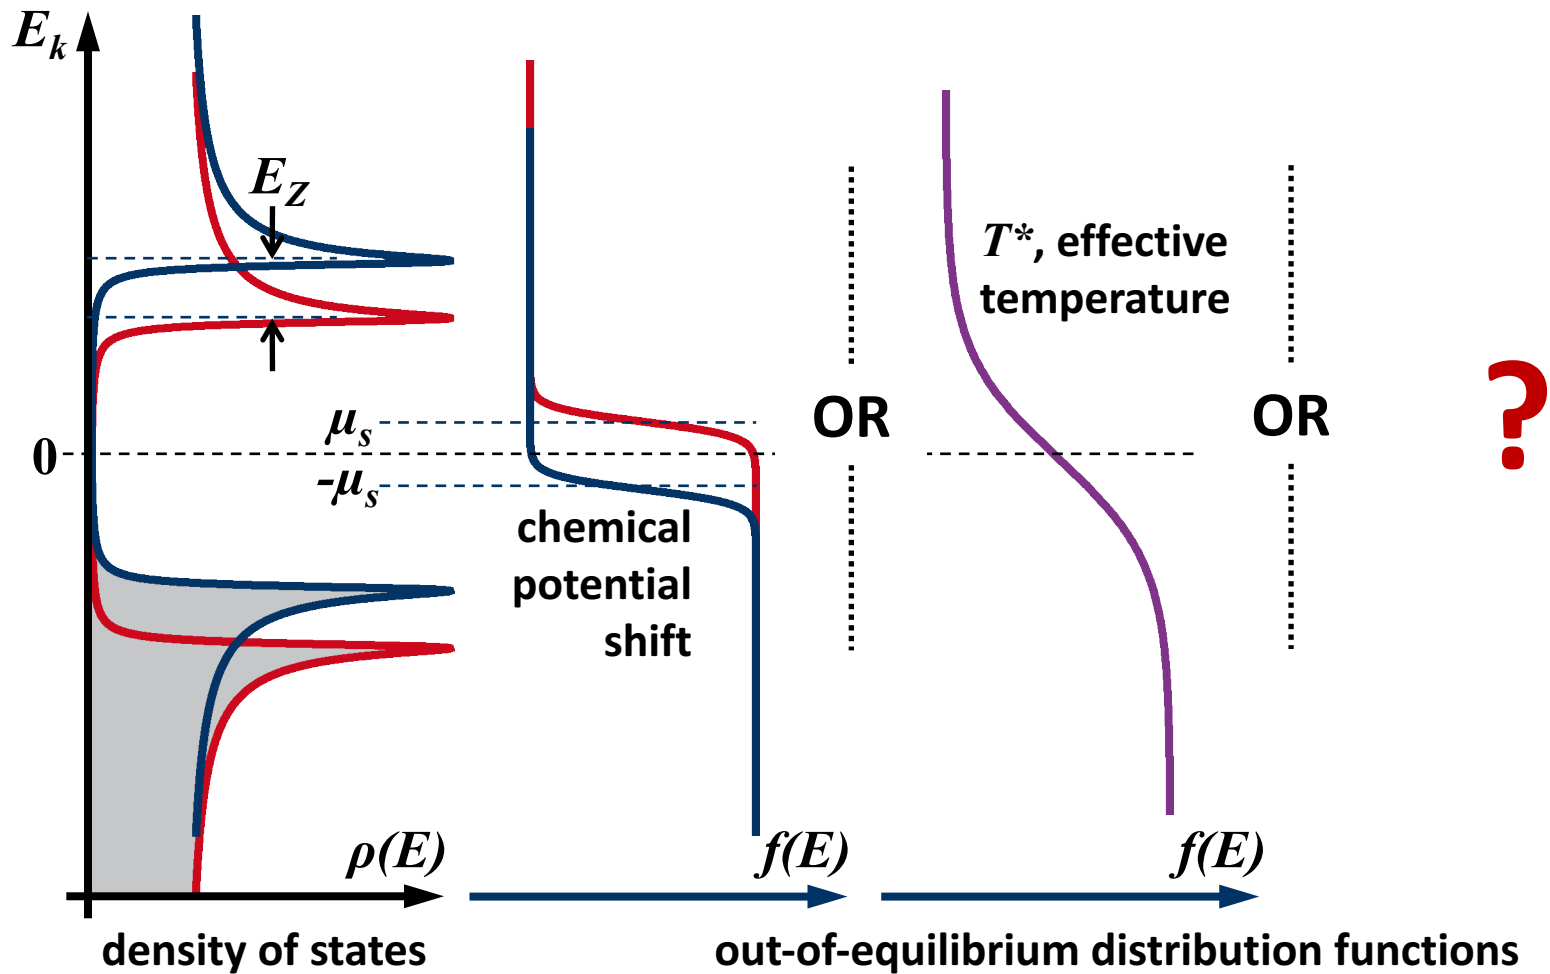 E_k
E_Z
T*, effective
temperature
μ_s
OR
OR
?
0
-μ_s
chemical
potential
shift
ρ(E)
f(E)
f(E)
density of states
out-of-equilibrium distribution functions